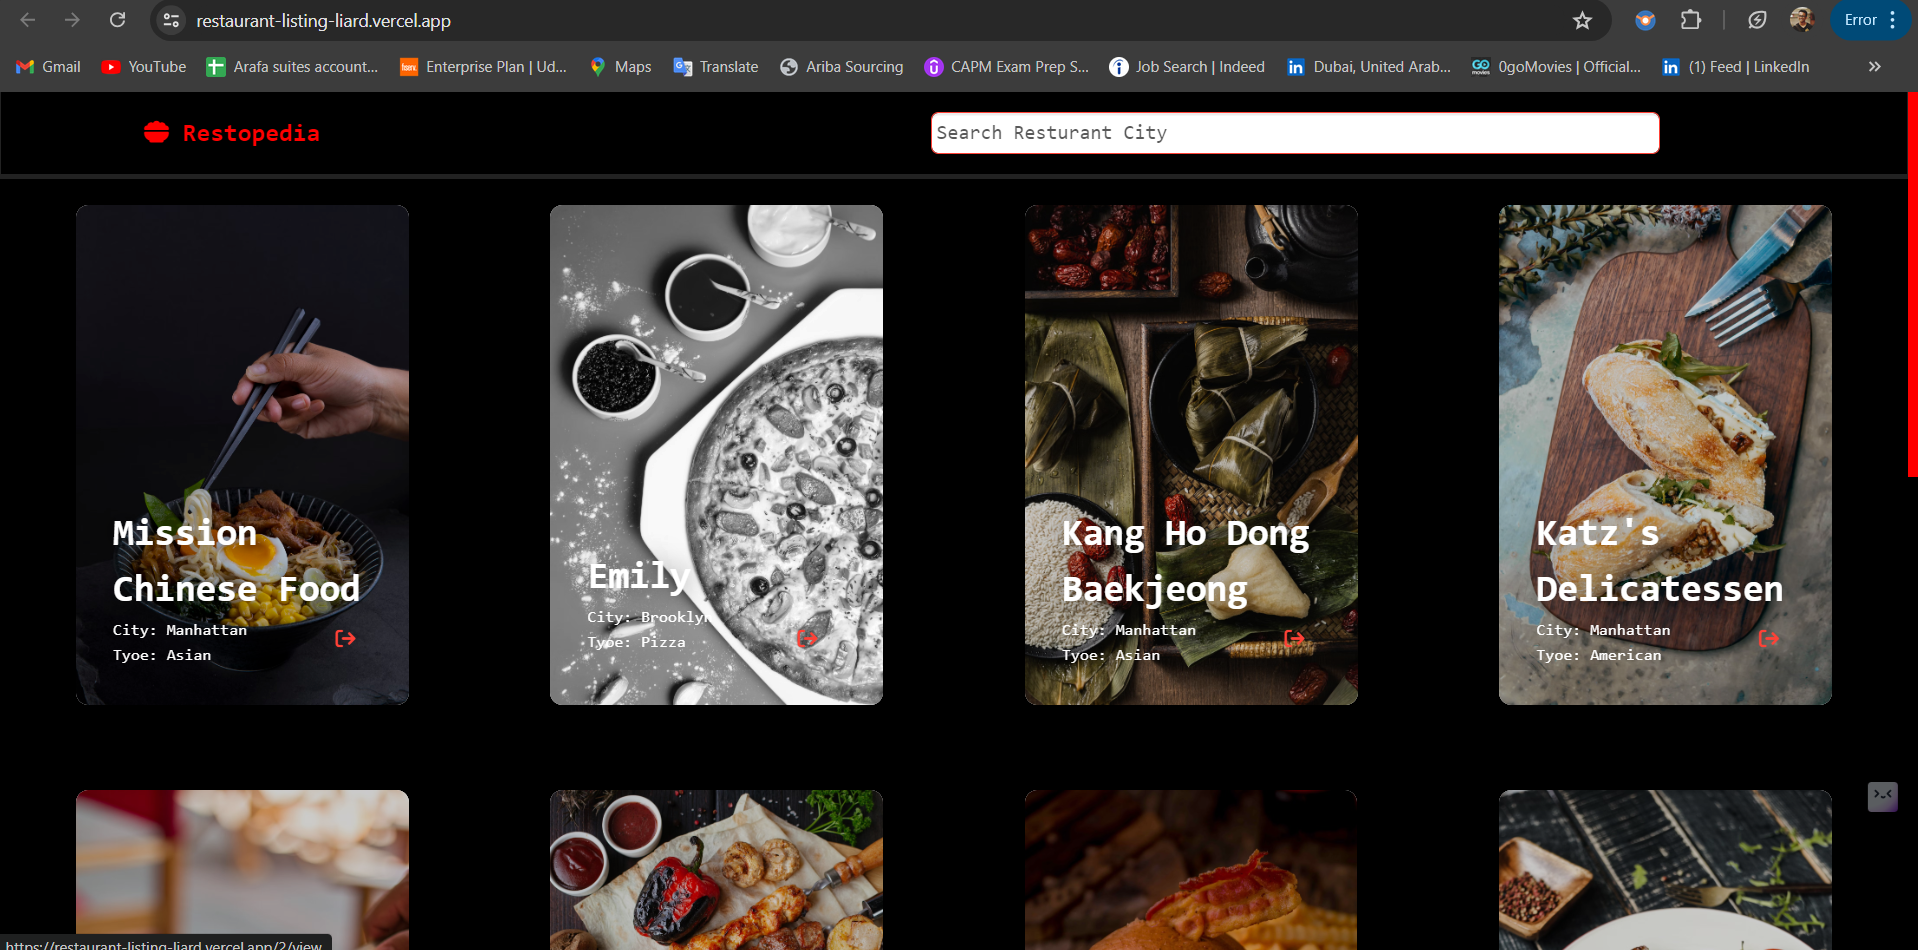 restaurant-listing-liard.vercel.app
Error
Gmail
YouTube
Arafa suites account...
Enterprise Plan | Ud...
Maps
Translate
Ariba Sourcing
CAPM Exam Prep S...
Job Search | Indeed
Dubai, United Arab...
0goMovies | Official...
(1) Feed | LinkedIn
Restopedia
Search Resturant City
Mission
Chinese Food
City: Manhattan
Tyoe: Asian
Emily
City: Brooklyn
Tyoe: Pizza
Kang Ho Dong
Baekjeong
City: Manhattan
Tyoe: Asian
Katz's
Delicatessen
City: Manhattan
Tyoe: American
https://restaurant-listing-liard.vercel.app/2/view